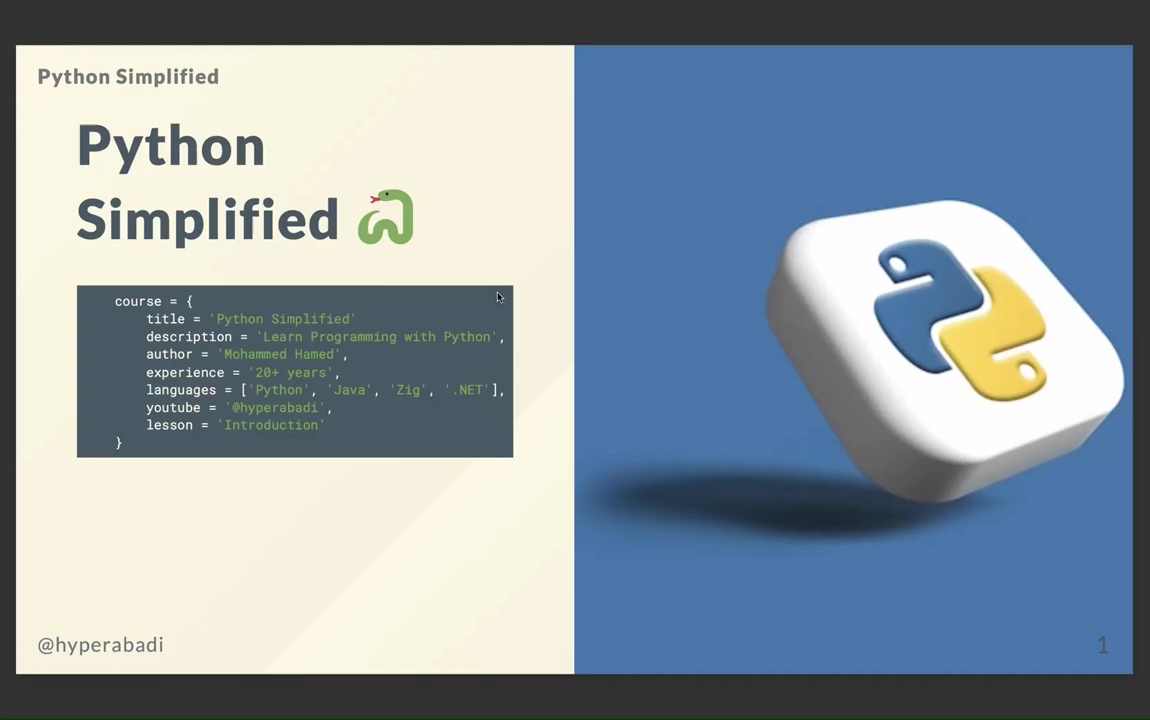 Python Simplified
Python
Simplified 🐍
course = {
    title = 'Python Simplified'
    description = 'Learn Programming with Python',
    author = 'Mohammed Hamed',
    experience = '20+ years',
    languages = ['Python', 'Java', 'Zig', '.NET'],
    youtube = '@hyperabadi',
    lesson = 'Introduction'
}
@hyperabadi
1